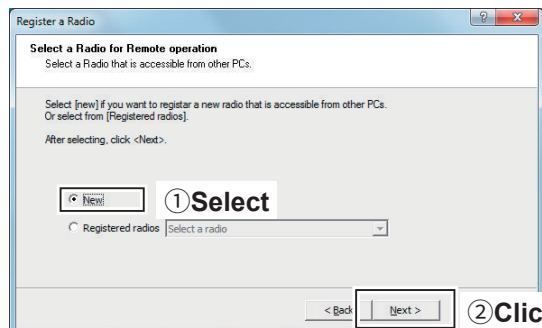 Register a Radio
Select a Radio for Remote operation
Select a Radio that is accessible from other PCs.
Select [new] if you want to registar a new radio that is accessible from other PCs.
Or select from [Registered radios].
After selecting, click <Next>.
New
①Select
Registered radios Select a radio
< Back Next > ②Clic